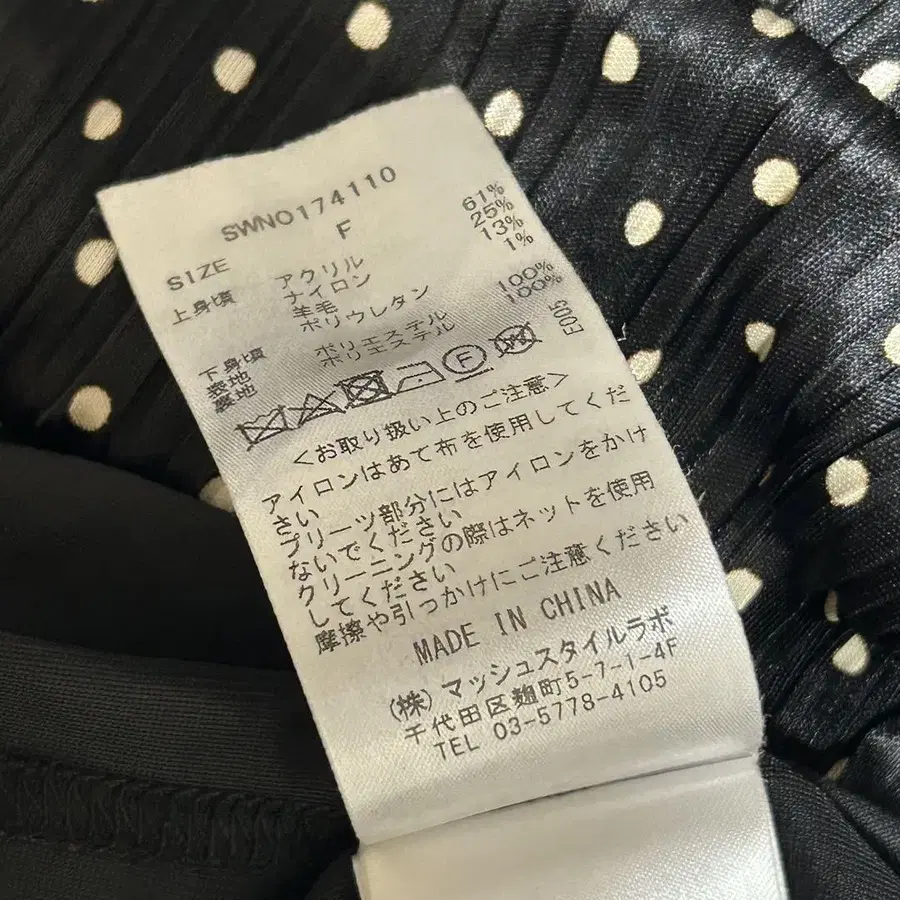 SWNO174110
SIZE F
上身頃 アクリル 61%
ナイロン 25%
羊毛 13%
ポリウレタン 1%
下身頃
表地 ポリエステル 100%
裏地 ポリエステル 100%
E005
F
W
<お取り扱い上のご注意>
アイロンはあて布を使用してくだ
さい
プリーツ部分にはアイロンをかけ
ないでください
クリーニングの際はネットを使用
してください
摩擦や引っかけにご注意ください
MADE IN CHINA
(株)マッシュスタイルラボ
千代田区麹町5-7-1-4F
TEL 03-5778-4105